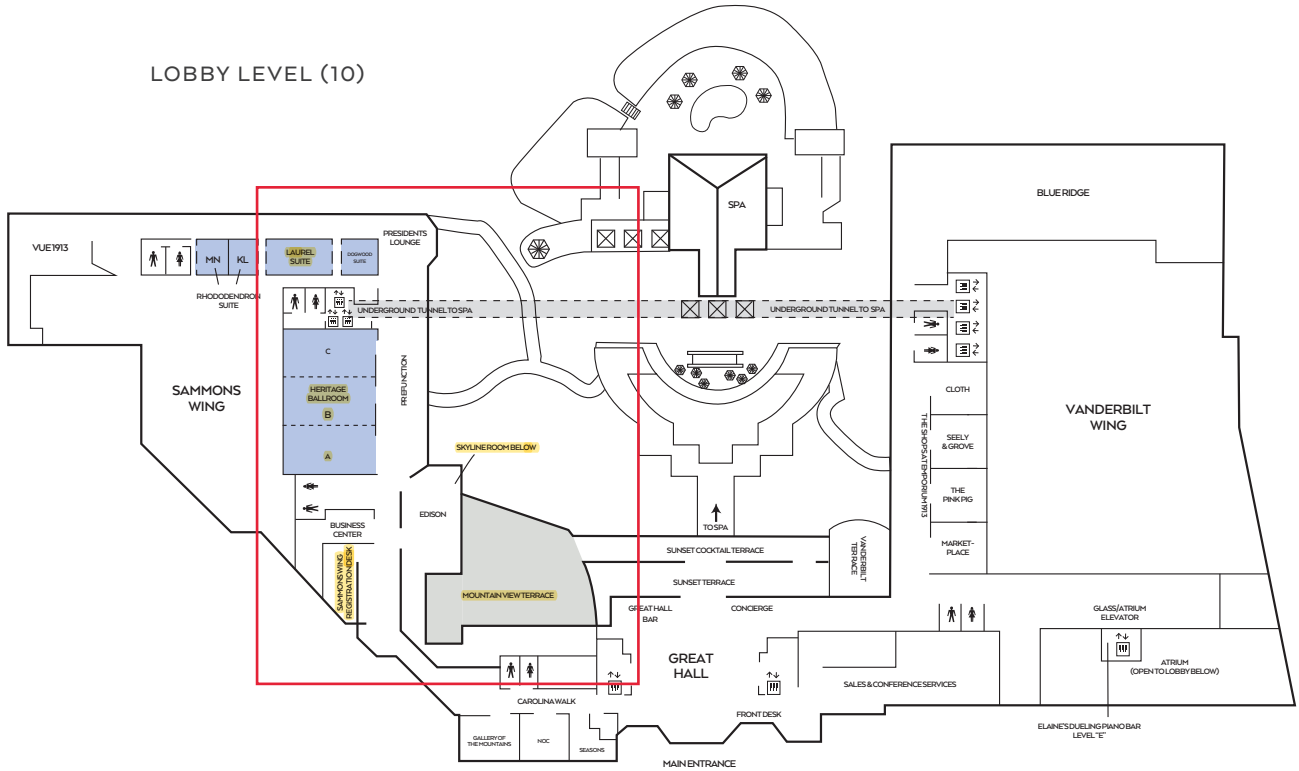 LOBBY LEVEL (10)
BLUE RIDGE
SPA
VUE 1913
PRESIDENTS
LOUNGE
MN
KL
LAUREL
SUITE
DOGWOOD
SUITE
RHODODENDRON
SUITE
UNDERGROUND TUNNEL TO SPA
UNDERGROUND TUNNEL TO SPA
C
HERITAGE
BALLROOM
B
A
PREFUNCTION
SAMMONS
WING
CLOTH
SEELY
& GROVE
THE
PINK PIG
MARKET-
PLACE
THE SHOPS AT EMPORIUM 1913
VANDERBILT
WING
SKYLINE ROOM BELOW
EDISON
BUSINESS
CENTER
SAMMONS WING
REGISTRATION DESK
TO SPA
SUNSET COCKTAIL TERRACE
VANDERBILT
TERRACE
SUNSET TERRACE
MOUNTAIN VIEW TERRACE
GREAT HALL
BAR
CONCIERGE
GLASS/ATRIUM
ELEVATOR
GREAT
HALL
ATRIUM
(OPEN TO LOBBY BELOW)
SALES & CONFERENCE SERVICES
CAROLINA WALK
FRONT DESK
GALLERY OF
THE MOUNTAINS
NOC
SEASONS
ELAINE'S DUELING PIANO BAR
LEVEL "E"
MAIN ENTRANCE